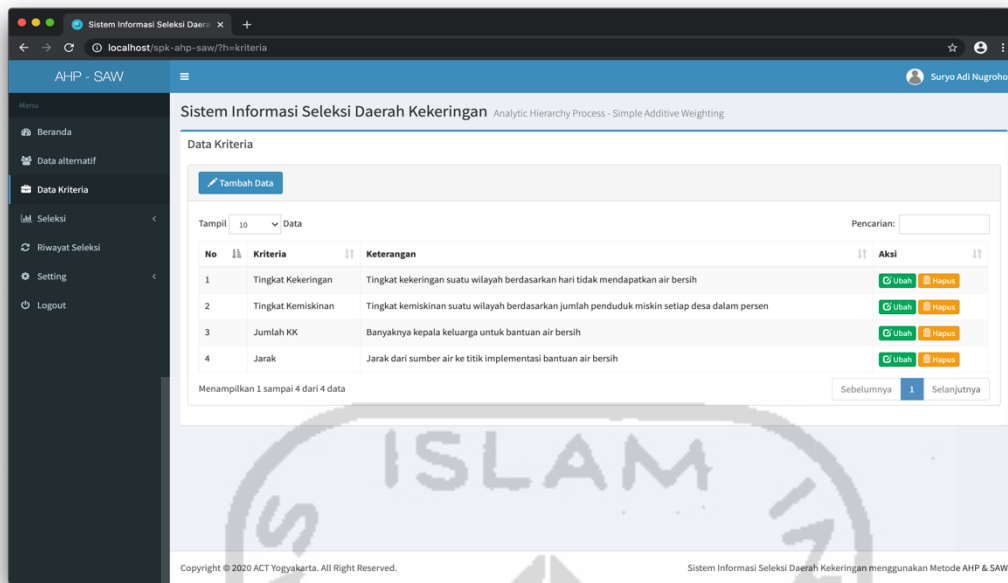 Sistem Informasi Seleksi Daera × +
localhost/spk-ahp-saw/?h=kriteria
AHP - SAW
Suryo Adi Nugroho
Menu
Beranda
Data alternatif
Data Kriteria
Seleksi
Riwayat Seleksi
Setting
Logout
Sistem Informasi Seleksi Daerah Kekeringan Analytic Hierarchy Process - Simple Additive Weighting
Data Kriteria
Tambah Data
Tampil 10 Data
Pencarian:
No Kriteria Keterangan Aksi
1 Tingkat Kekeringan Tingkat kekeringan suatu wilayah berdasarkan hari tidak mendapatkan air bersih Ubah Hapus
2 Tingkat Kemiskinan Tingkat kemiskinan suatu wilayah berdasarkan jumlah penduduk miskin setiap desa dalam persen Ubah Hapus
3 Jumlah KK Banyaknya kepala keluarga untuk bantuan air bersih Ubah Hapus
4 Jarak Jarak dari sumber air ke titik implementasi bantuan air bersih Ubah Hapus
Menampilkan 1 sampai 4 dari 4 data
Sebelumnya 1 Selanjutnya
ISLAM
Copyright © 2020 ACT Yogyakarta. All Right Reserved.
Sistem Informasi Seleksi Daerah Kekeringan menggunakan Metode AHP & SAW